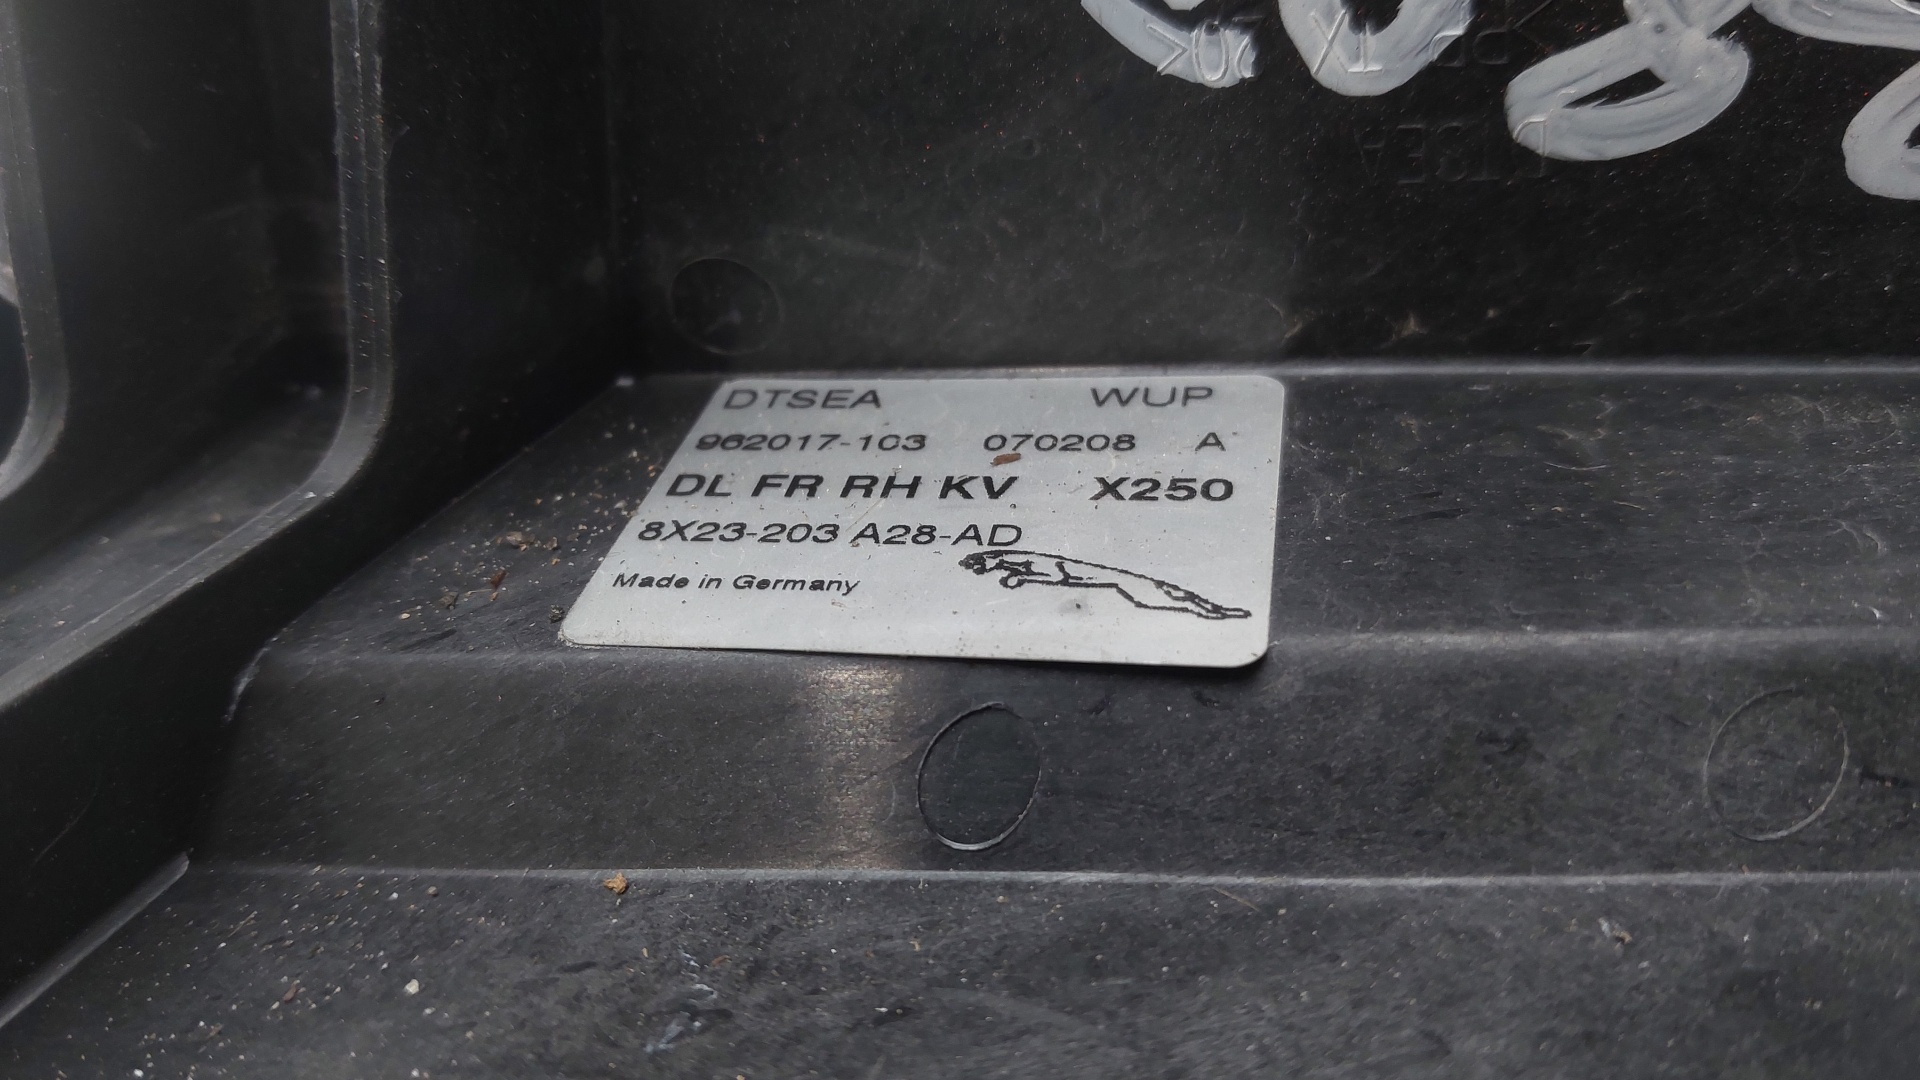 DTSEA WUP
962017-103 070208 A
DL FR RH KV X250
8X23-203 A28-AD
Made in Germany